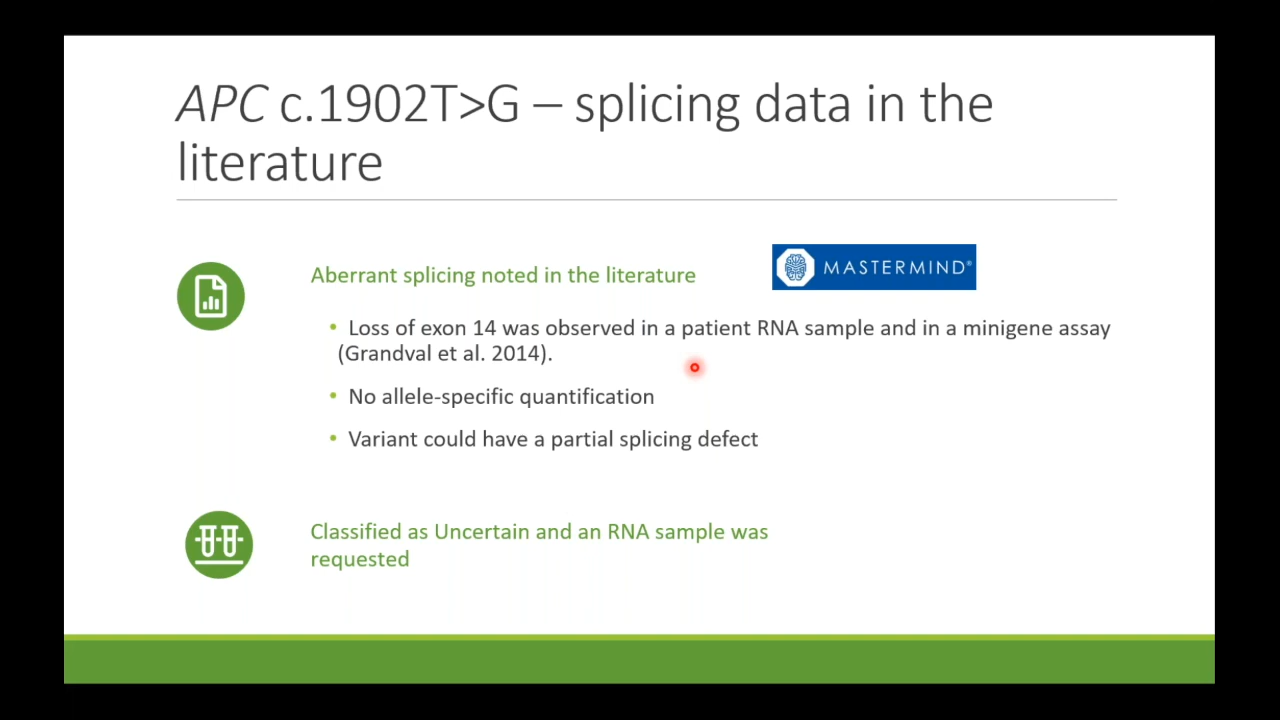 APC c.1902T>G – splicing data in the
literature
Aberrant splicing noted in the literature
MASTERMIND®
• Loss of exon 14 was observed in a patient RNA sample and in a minigene assay
(Grandval et al. 2014).
• No allele-specific quantification
• Variant could have a partial splicing defect
Classified as Uncertain and an RNA sample was
requested